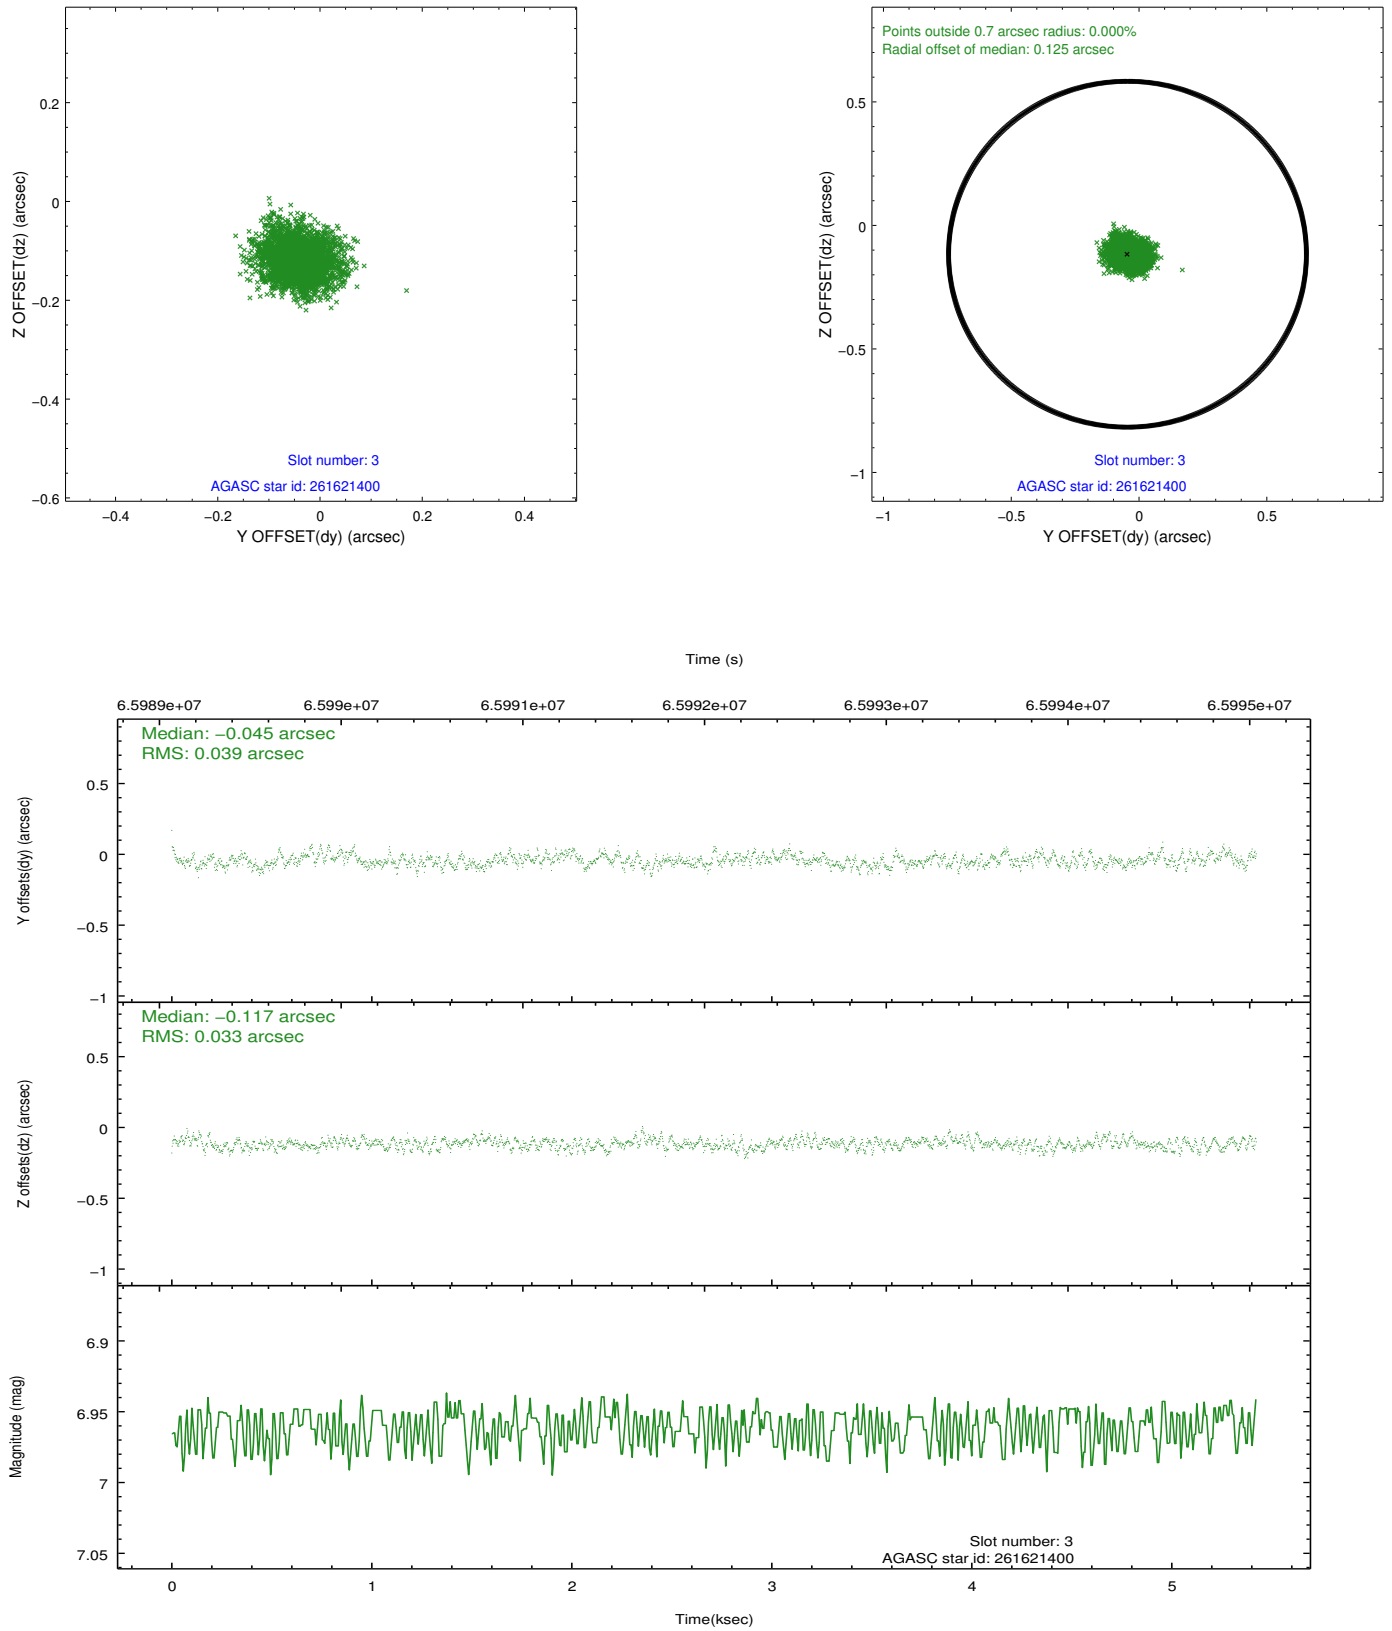 0.2
0
−0.2
−0.4
−0.6
Z OFFSET(dz) (arcsec)
Slot number: 3
AGASC star id: 261621400
−0.4
−0.2
0
0.2
0.4
Y OFFSET(dy) (arcsec)
Points outside 0.7 arcsec radius: 0.000%
Radial offset of median: 0.125 arcsec
0.5
0
−0.5
−1
Z OFFSET(dz) (arcsec)
Slot number: 3
AGASC star id: 261621400
−1
−0.5
0
0.5
Y OFFSET(dy) (arcsec)
Time (s)
6.5989e+07
6.599e+07
6.5991e+07
6.5992e+07
6.5993e+07
6.5994e+07
6.5995e+07
Median: −0.045 arcsec
RMS: 0.039 arcsec
0.5
0
−0.5
−1
Y offsets(dy) (arcsec)
Median: −0.117 arcsec
RMS: 0.033 arcsec
0.5
0
−0.5
−1
Z offsets(dz) (arcsec)
6.9
6.95
7
7.05
Magnitude (mag)
Slot number: 3
AGASC star id: 261621400
0
1
2
3
4
5
Time(ksec)